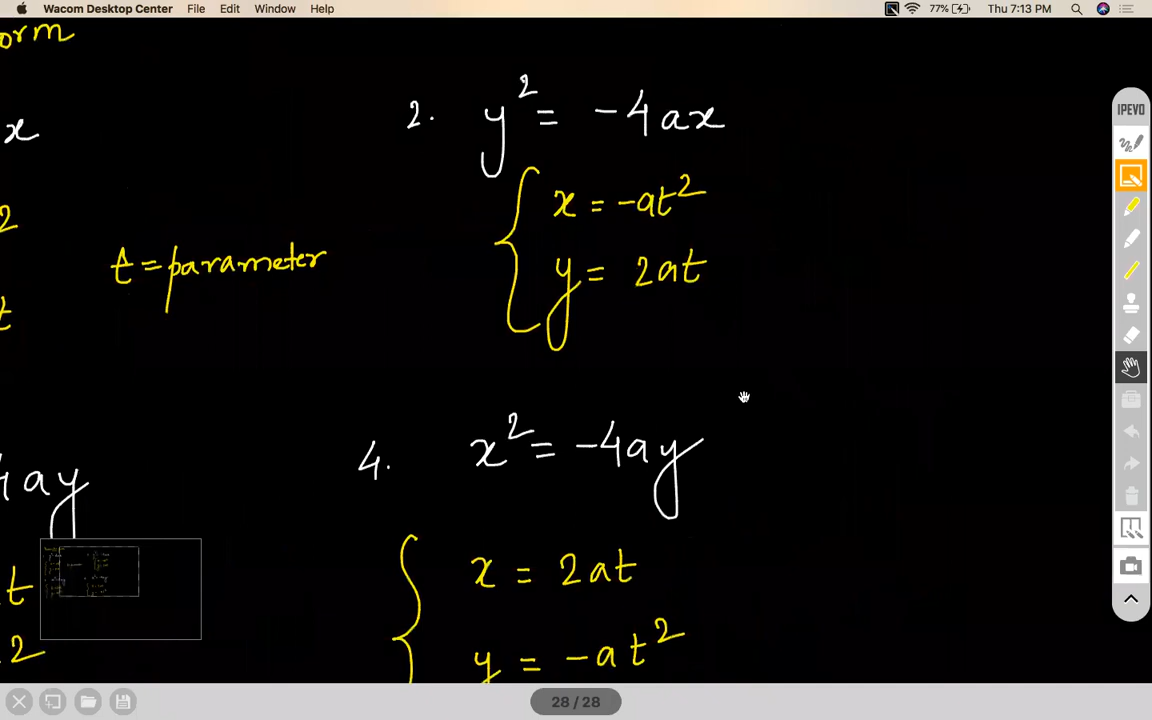 Wacom Desktop Center File Edit Window Help 77% Thu 7:13 PM
IPEVO
orm
x
2
t = parameter
t
2. y² = -4ax
x = -at²
y = 2at
4ay
t
2
4. x² = -4ay
x = 2at
y = -at²
28 / 28